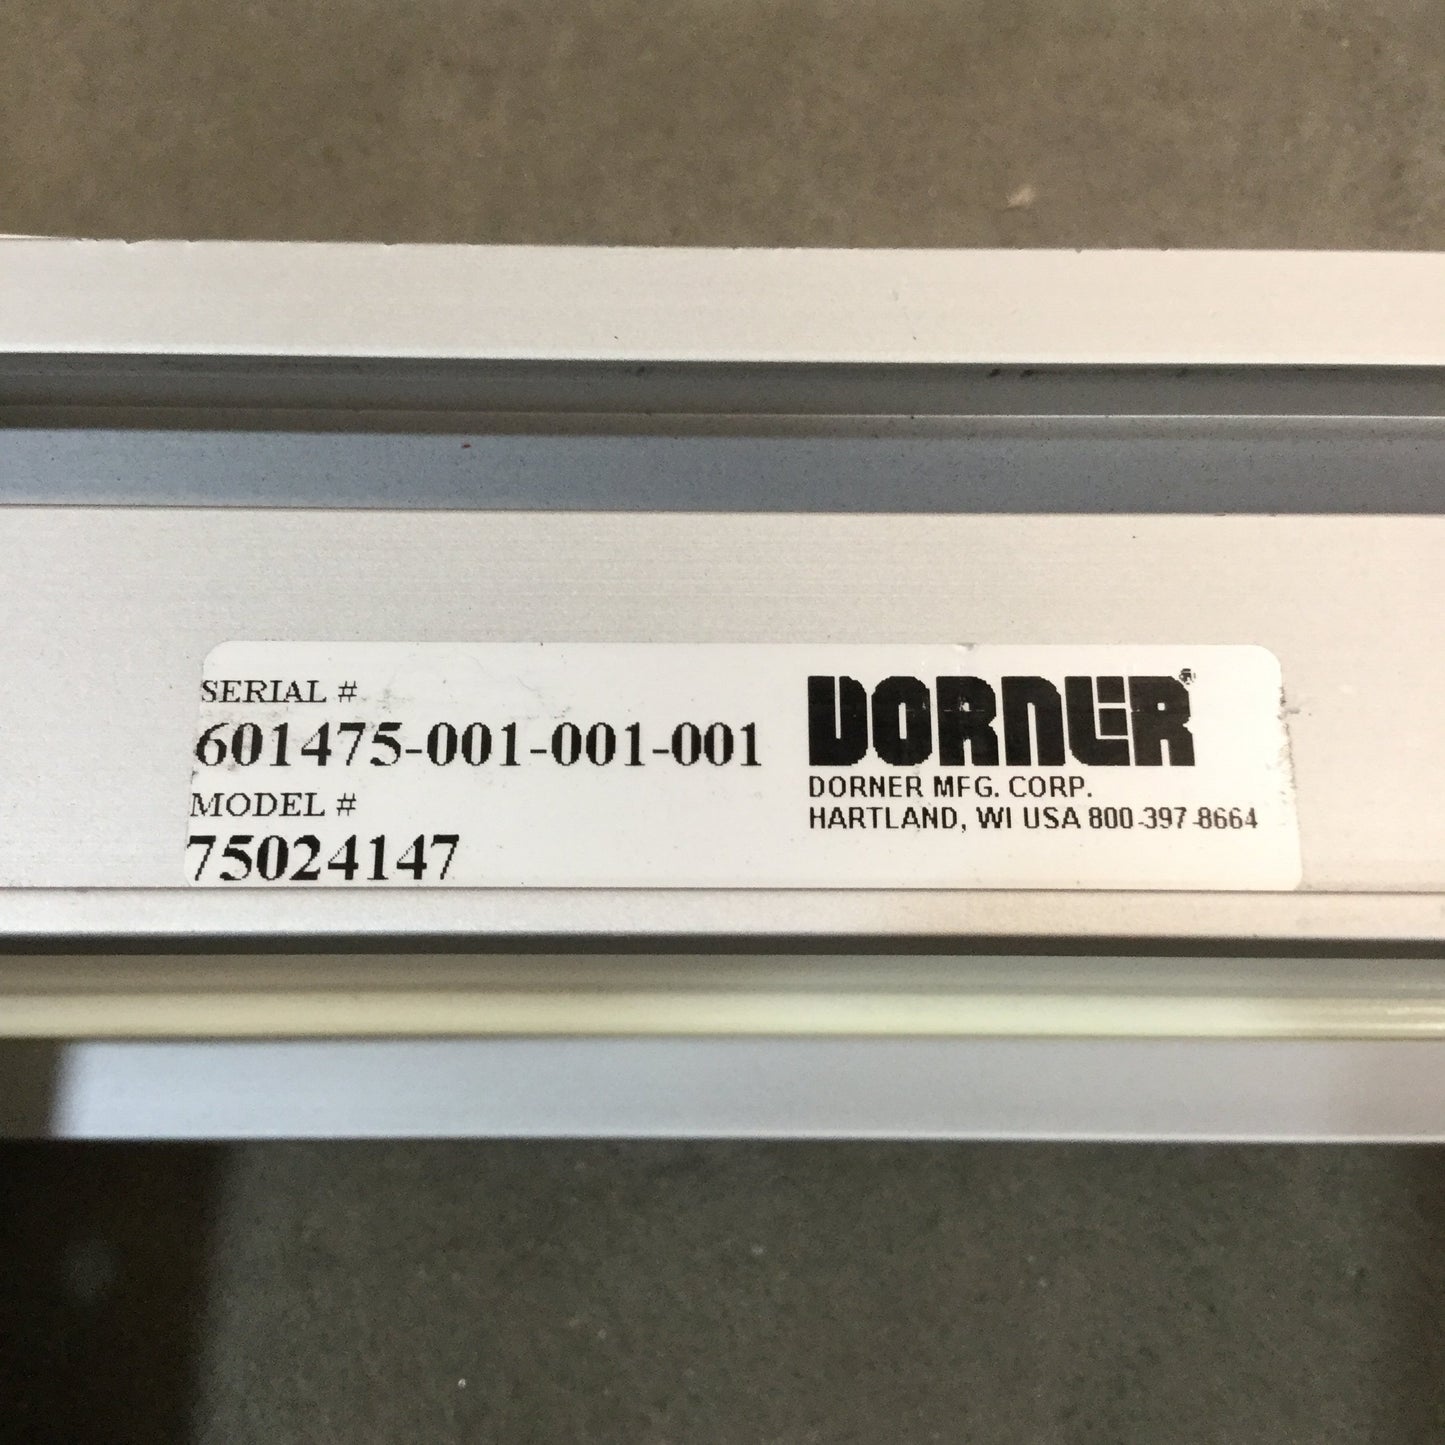 SERIAL #
601475-001-001-001
MODEL #
75024147
DORNER®
DORNER MFG. CORP.
HARTLAND, WI USA 800-397-8664